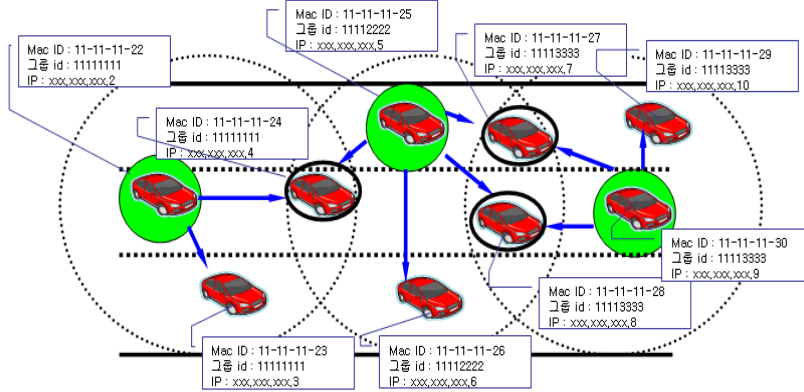 Mac ID : 11-11-11-25
그룹 id : 11112222
IP : xxx,xxx,xxx,5
Mac ID : 11-11-11-27
그룹 id : 11113333
IP : xxx,xxx,xxx,7
Mac ID : 11-11-11-22
그룹 id : 11111111
IP : xxx,xxx,xxx,2
Mac ID : 11-11-11-29
그룹 id : 11113333
IP : xxx,xxx,xxx,10
Mac ID : 11-11-11-24
그룹 id : 11111111
IP : xxx,xxx,xxx,4
Mac ID : 11-11-11-30
그룹 id : 11113333
IP : xxx,xxx,xxx,9
Mac ID : 11-11-11-28
그룹 id : 11113333
IP : xxx,xxx,xxx,8
Mac ID : 11-11-11-23
그룹 id : 11111111
IP : xxx,xxx,xxx,3
Mac ID : 11-11-11-26
그룹 id : 11112222
IP : xxx,xxx,xxx,6